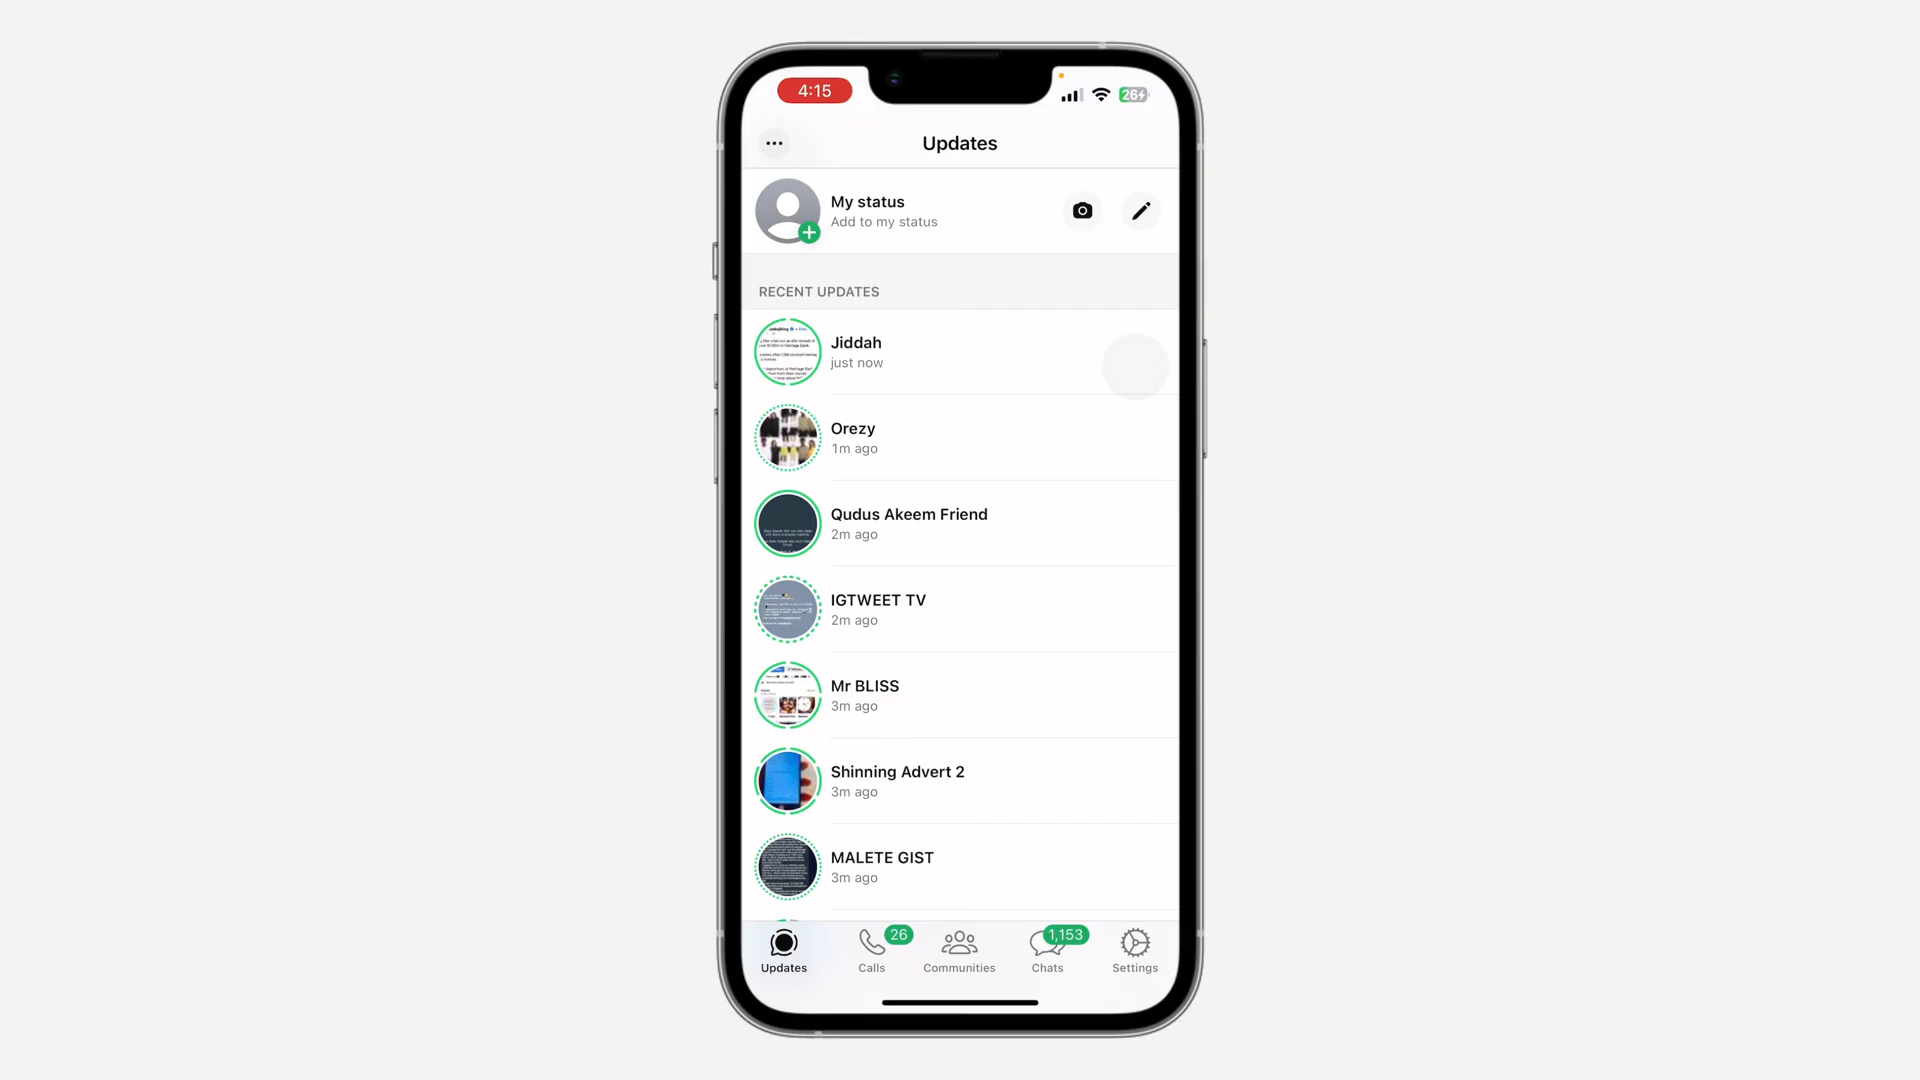 4:15
26
Updates
My status
Add to my status
RECENT UPDATES
Jiddah
just now
Orezy
1m ago
Qudus Akeem Friend
2m ago
IGTWEET TV
2m ago
Mr BLISS
3m ago
Shinning Advert 2
3m ago
MALETE GIST
3m ago
26
1,153
Updates
Calls
Communities
Chats
Settings